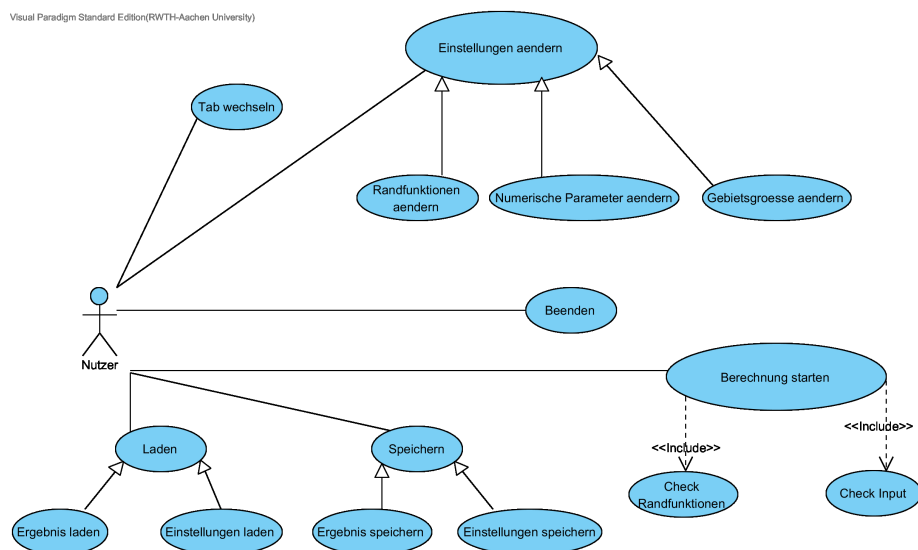 Visual Paradigm Standard Edition(RWTH-Aachen University)
Einstellungen aendern
Tab wechseln
Randfunktionen
aendern
Numerische Parameter aendern
Gebietsgroesse aendern
Beenden
Nutzer
Berechnung starten
<<Include>>
<<Include>>
Laden
Speichern
Check
Randfunktionen
Check Input
Ergebnis laden
Einstellungen laden
Ergebnis speichern
Einstellungen speichern